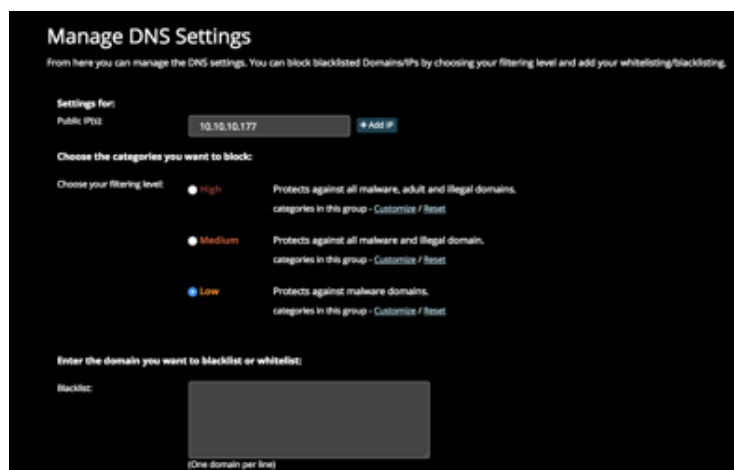 Manage DNS Settings
From here you can manage the DNS settings. You can block blacklisted Domains/IPs by choosing your filtering level and add your whitelisting/blacklisting.
Settings for:
Public IP(s): 10.10.10.177 + Add IP
Choose the categories you want to block:
Choose your filtering level: High Protects against all malware, adult and illegal domains.
categories in this group - Customize / Reset
Medium Protects against all malware and illegal domain.
categories in this group - Customize / Reset
Low Protects against malware domains.
categories in this group - Customize / Reset
Enter the domain you want to blacklist or whitelist:
Blacklist:
(One domain per line)